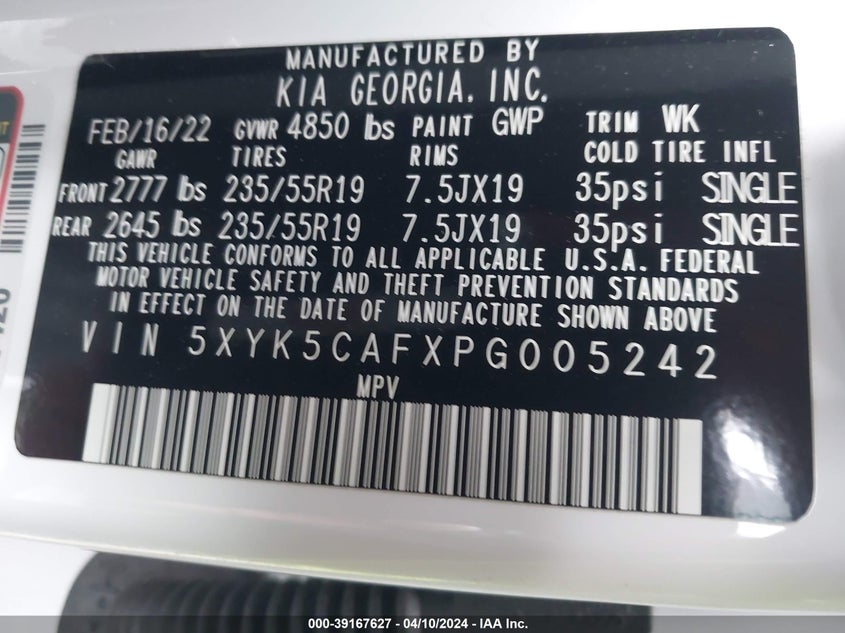 MANUFACTURED BY
KIA GEORGIA, INC.
FEB/16/22 GVWR 4850 lbs PAINT GWP TRIM WK
GAWR TIRES RIMS COLD TIRE INFL
FRONT 2777 lbs 235/55R19 7.5JX19 35psi SINGLE
REAR 2645 lbs 235/55R19 7.5JX19 35psi SINGLE
THIS VEHICLE CONFORMS TO ALL APPLICABLE U.S.A. FEDERAL
MOTOR VEHICLE SAFETY AND THEFT PREVENTION STANDARDS
IN EFFECT ON THE DATE OF MANUFACTURE SHOWN ABOVE
VIN 5XYK5CAFXPG005242
MPV
000-39167627 - 04/10/2024 - IAA Inc.